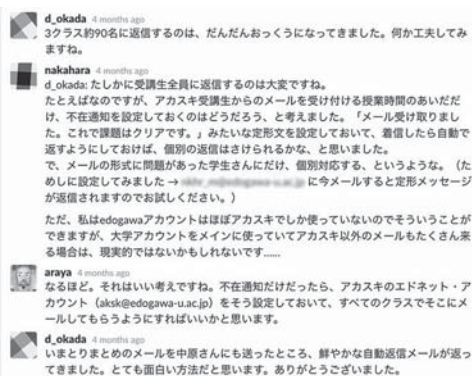 d_okada 4 months ago
3クラス約90名に返信するのは、だんだんおっくうになってきました。何か工夫してみ
ますね。
nakahara 4 months ago
d_okada: たしかに受講生全員に返信するのは大変ですね。
たとえばなのですが、アカスキ受講生からのメールを受け付ける授業時間のあいだだ
け、不在通知を設定しておくのはどうだろう、と考えました。「メール受け取りまし
た。これで課題はクリアです。」みたいな定形文を設定しておいて、着信したら自動で
返すようにしておけば、個別の返信はさけられるかな、と思いました。
で、メールの形式に問題があった学生さんにだけ、個別対応する、というような。（た
めしに設定してみました → に今メールすると定形メッセージ
が返信されますのでお試しください。）
ただ、私はedogawaアカウントはほぼアカスキでしか使っていないのでそういうことが
できますが、大学アカウントをメインに使っていてアカスキ以外のメールもたくさん来
る場合は、現実的ではないかもしれないです……
araya 4 months ago
なるほど。それはいい考えですね。不在通知だけだったら、アカスキのエドネット・ア
カウント（aksk@edogawa-u.ac.jp）をそう設定しておいて、すべてのクラスでそこにメ
ールしてもらうようにすればいいかと思います。
d_okada 4 months ago
いまとりまとめのメールを中原さんにも送ったところ、鮮やかな自動返信メールが返っ
てきました。とても面白い方法だと思います。ありがとうございました。